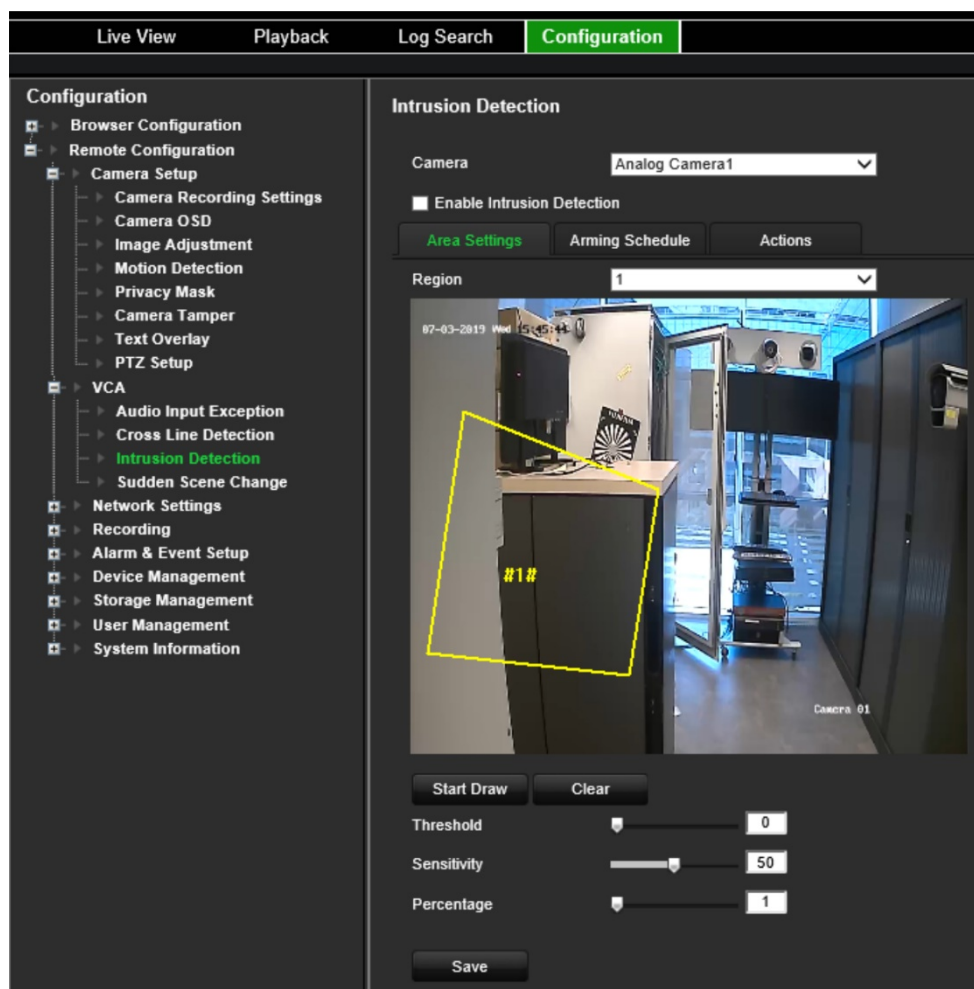 Live View Playback Log Search Configuration
Configuration
Browser Configuration
Remote Configuration
Camera Setup
Camera Recording Settings
Camera OSD
Image Adjustment
Motion Detection
Privacy Mask
Camera Tamper
Text Overlay
PTZ Setup
VCA
Audio Input Exception
Cross Line Detection
Intrusion Detection
Sudden Scene Change
Network Settings
Recording
Alarm & Event Setup
Device Management
Storage Management
User Management
System Information
Intrusion Detection
Camera Analog Camera1
Enable Intrusion Detection
Area Settings Arming Schedule Actions
Region 1
07-03-2019 Wed 15:45:44
#1#
Camera 01
Start Draw Clear
Threshold 0
Sensitivity 50
Percentage 1
Save